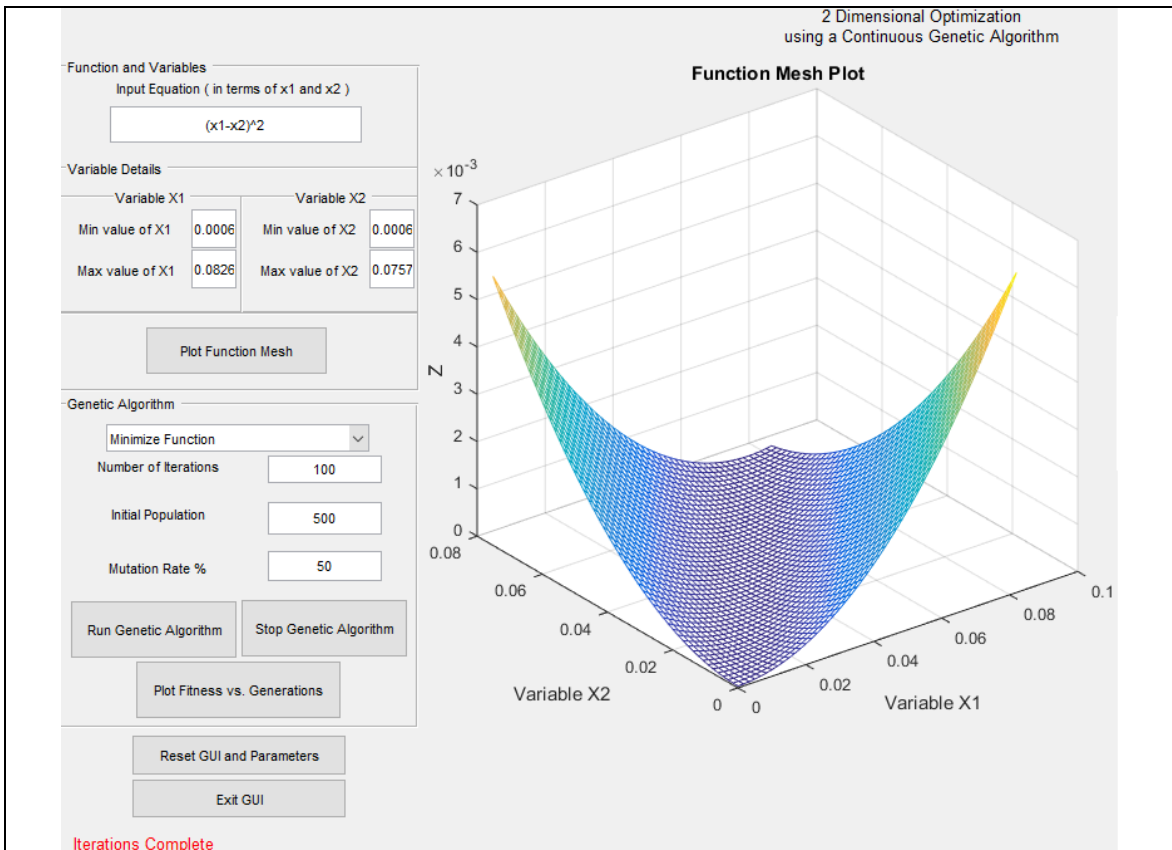 2 Dimensional Optimization
using a Continuous Genetic Algorithm
Function and Variables
Input Equation ( in terms of x1 and x2 )
(x1-x2)^2
Variable Details
Variable X1
Variable X2
Min value of X1
0.0006
Min value of X2
0.0006
Max value of X1
0.0826
Max value of X2
0.0757
Plot Function Mesh
Genetic Algorithm
Minimize Function
Number of Iterations
100
Initial Population
500
Mutation Rate %
50
Run Genetic Algorithm
Stop Genetic Algorithm
Plot Fitness vs. Generations
Reset GUI and Parameters
Exit GUI
Iterations Complete
Function Mesh Plot
×10^-3
7
6
5
4
3
2
1
0
Z
0.08
0.06
0.04
0.02
0
Variable X2
0
0.02
0.04
0.06
0.08
0.1
Variable X1